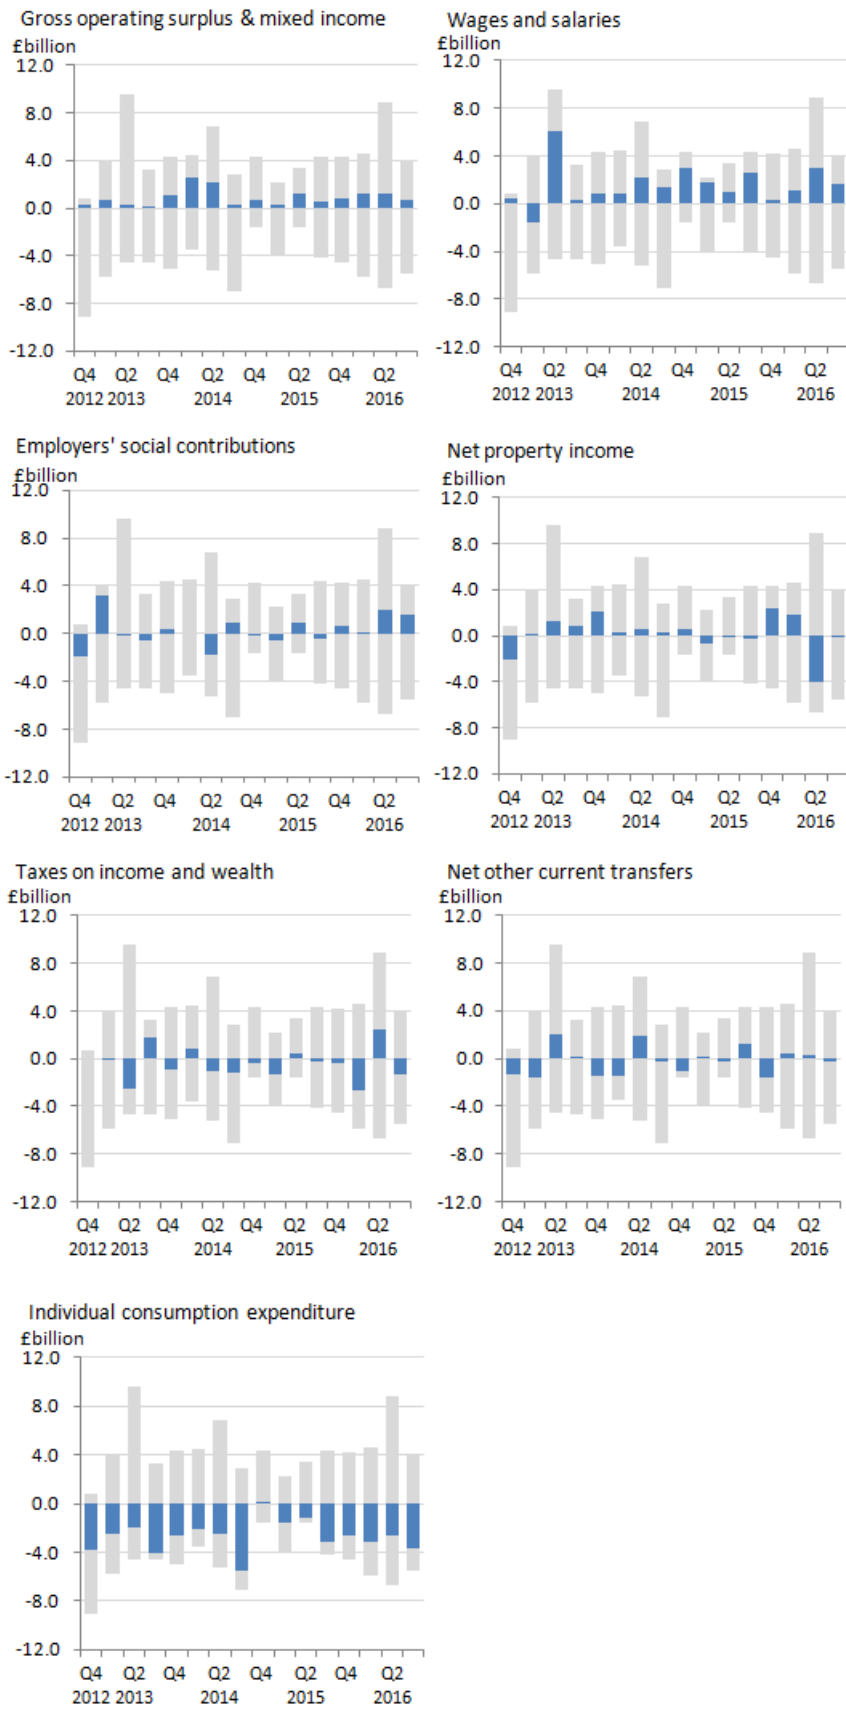 Gross operating surplus & mixed income
£billion
12.0
8.0
4.0
0.0
-4.0
-8.0
-12.0
Q4 Q2 Q4 Q2 Q4 Q2 Q4 Q2
2012 2013 2014 2015 2016
Wages and salaries
£billion
12.0
8.0
4.0
0.0
-4.0
-8.0
-12.0
Q4 Q2 Q4 Q2 Q4 Q2 Q4 Q2
2012 2013 2014 2015 2016
Employers' social contributions
£billion
12.0
8.0
4.0
0.0
-4.0
-8.0
-12.0
Q4 Q2 Q4 Q2 Q4 Q2 Q4 Q2
2012 2013 2014 2015 2016
Net property income
£billion
12.0
8.0
4.0
0.0
-4.0
-8.0
-12.0
Q4 Q2 Q4 Q2 Q4 Q2 Q4 Q2
2012 2013 2014 2015 2016
Taxes on income and wealth
£billion
12.0
8.0
4.0
0.0
-4.0
-8.0
-12.0
Q4 Q2 Q4 Q2 Q4 Q2 Q4 Q2
2012 2013 2014 2015 2016
Net other current transfers
£billion
12.0
8.0
4.0
0.0
-4.0
-8.0
-12.0
Q4 Q2 Q4 Q2 Q4 Q2 Q4 Q2
2012 2013 2014 2015 2016
Individual consumption expenditure
£billion
12.0
8.0
4.0
0.0
-4.0
-8.0
-12.0
Q4 Q2 Q4 Q2 Q4 Q2 Q4 Q2
2012 2013 2014 2015 2016